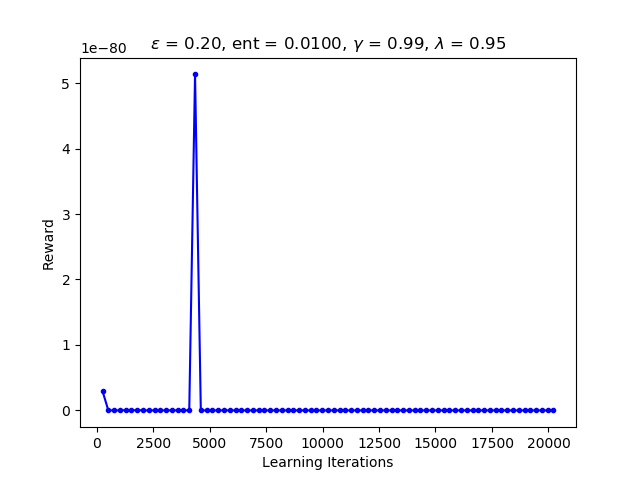 1e−80
ε = 0.20, ent = 0.0100, γ = 0.99, λ = 0.95
5
4
3
2
1
0
Reward
0 2500 5000 7500 10000 12500 15000 17500 20000
Learning Iterations